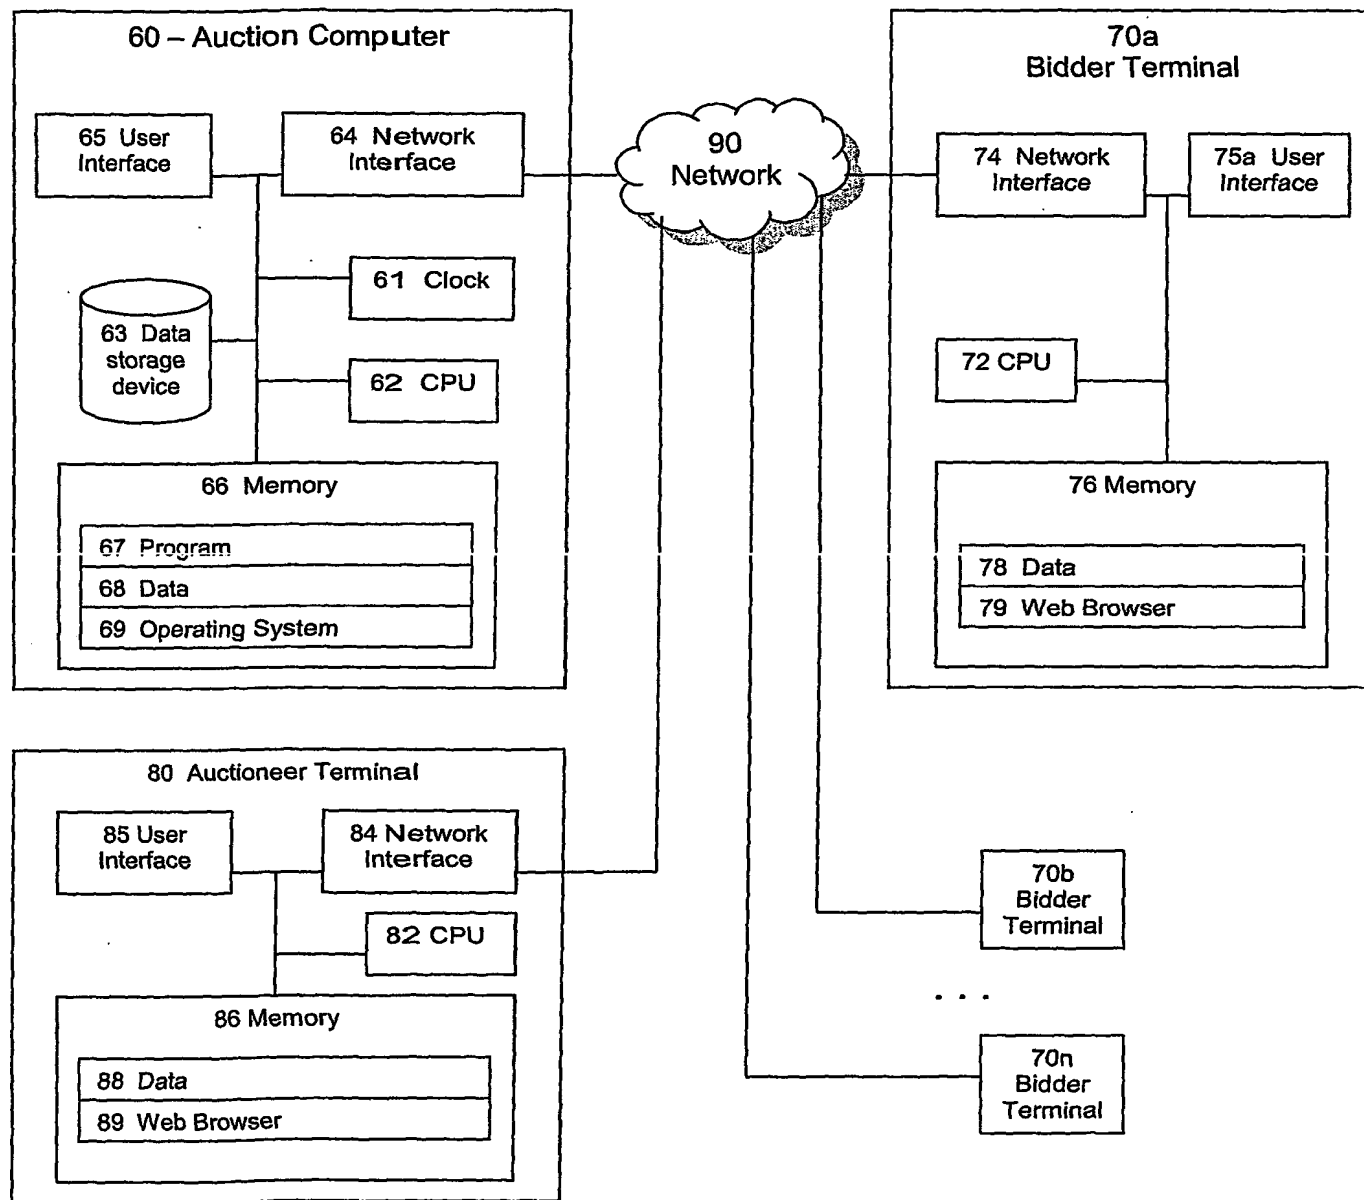 60 – Auction Computer
65 User
Interface
64 Network
Interface
61 Clock
63 Data
storage
device
62 CPU
66 Memory
67 Program
68 Data
69 Operating System
90
Network
70a
Bidder Terminal
74 Network
Interface
75a User
Interface
72 CPU
76 Memory
78 Data
79 Web Browser
80 Auctioneer Terminal
85 User
Interface
84 Network
Interface
82 CPU
86 Memory
88 Data
89 Web Browser
70b
Bidder
Terminal
. . .
70n
Bidder
Terminal